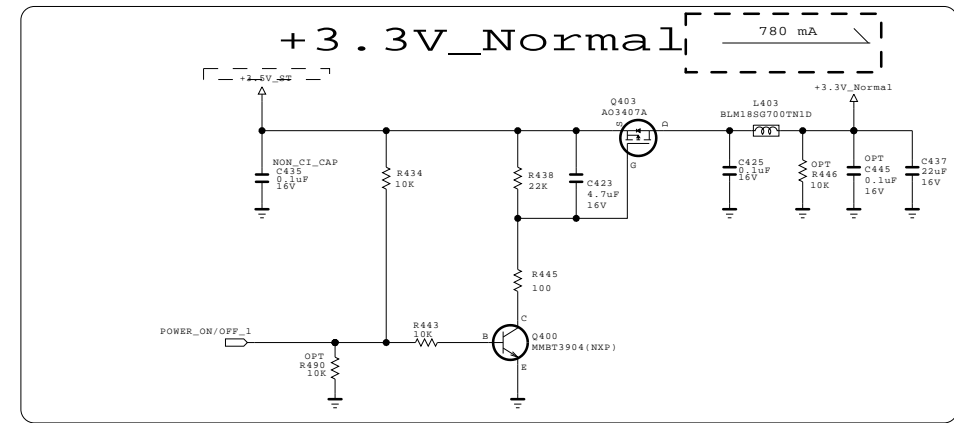 +3.3V_Normal
780 mA
+3.5V_ST
+3.3V_Normal
Q403
AO3407A
L403
BLM18SG700TN1D
S
D
G
NON_CI_CAP
C435
0.1uF
16V
R434
10K
R438
22K
C423
4.7uF
16V
C425
0.1uF
16V
OPT
R446
10K
OPT
C445
0.1uF
16V
C437
22uF
16V
R445
100
POWER_ON/OFF_1
R443
10K
B
C
Q400
MMBT3904(NXP)
E
OPT
R490
10K